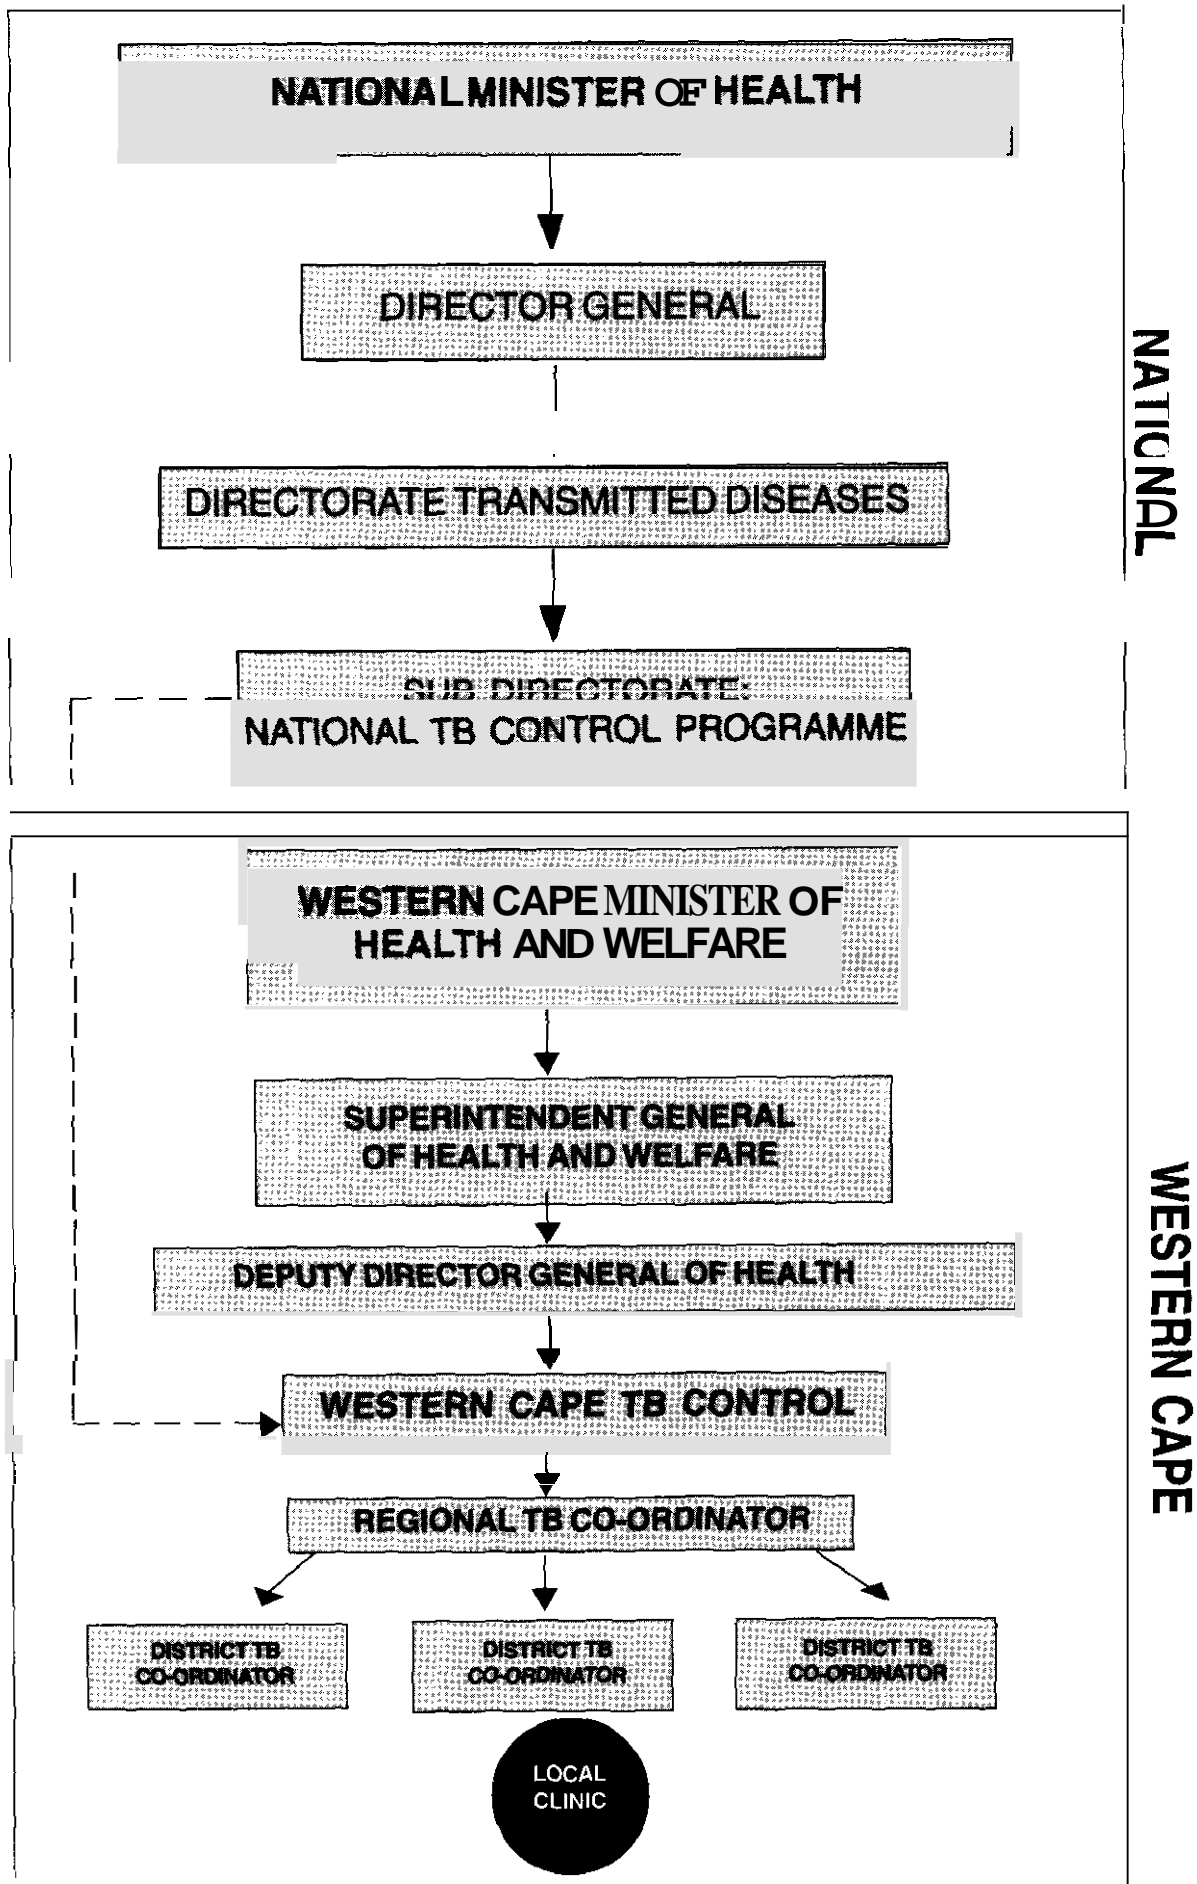 NATIONAL MINISTER OF HEALTH
DIRECTOR GENERAL
DIRECTORATE TRANSMITTED DISEASES
SUB DIRECTORATE:
NATIONAL TB CONTROL PROGRAMME
NATIONAL
WESTERN CAPE MINISTER OF
HEALTH AND WELFARE
SUPERINTENDENT GENERAL
OF HEALTH AND WELFARE
DEPUTY DIRECTOR GENERAL OF HEALTH
WESTERN CAPE TB CONTROL
REGIONAL TB CO-ORDINATOR
DISTRICT TB
CO-ORDINATOR
DISTRICT TB
CO-ORDINATOR
DISTRICT TB
CO-ORDINATOR
LOCAL
CLINIC
WESTERN CAPE